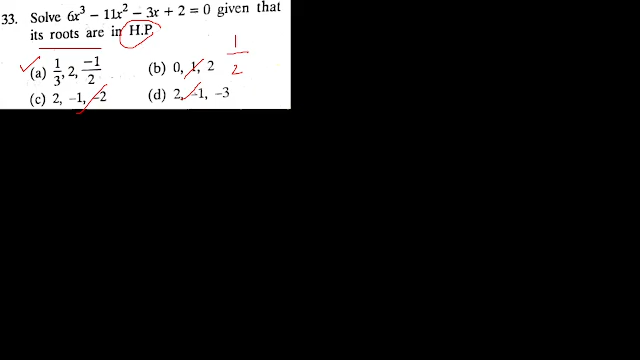 33. Solve 6x³ − 11x² − 3x + 2 = 0 given that
its roots are in H.P.
1/2
(a) 1/3, 2, −1/2 (b) 0, 1, 2
(c) 2, −1, −2 (d) 2, −1, −3